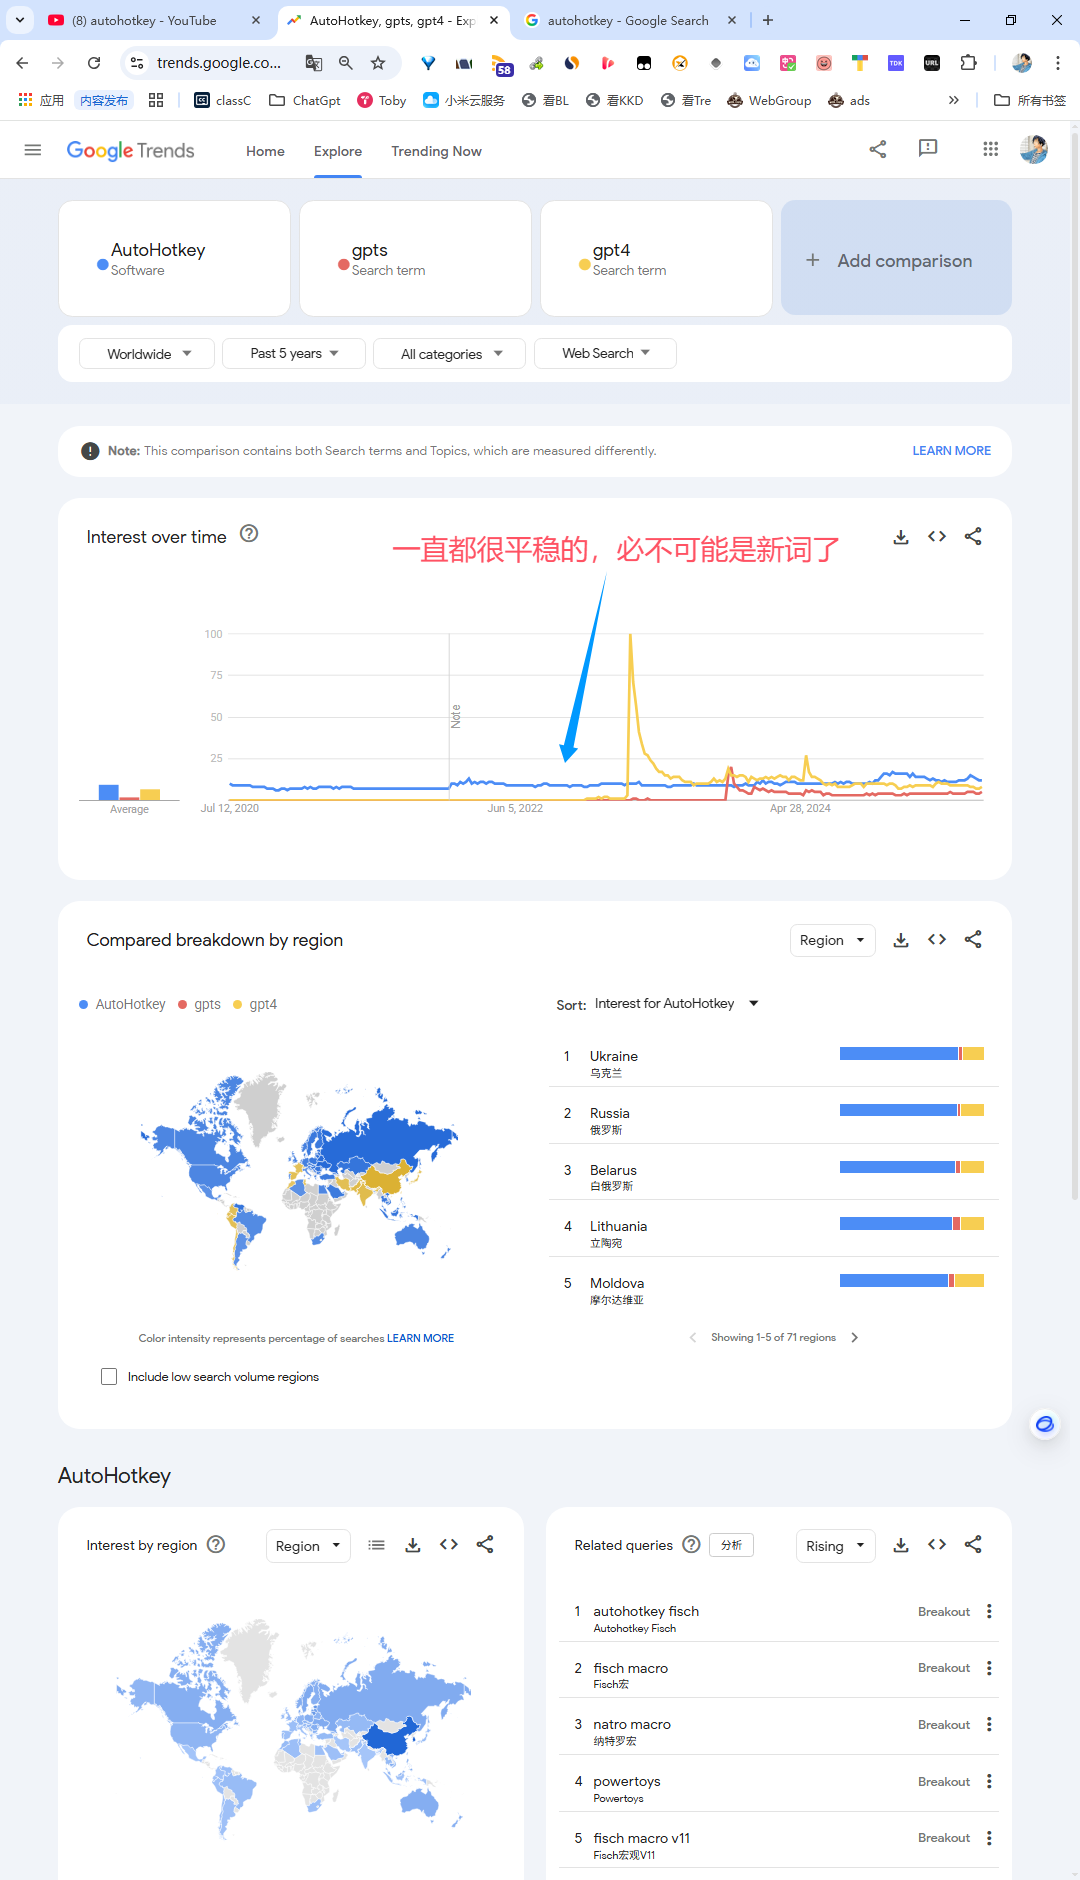 (8) autohotkey - YouTube
AutoHotkey, gpts, gpt4 - Exp
autohotkey - Google Search
trends.google.co...
58
TDK
URL
应用
内容发布
classC
ChatGpt
Toby
小米云服务
看BL
看KKD
看Tre
WebGroup
ads
所有书签
Google Trends
Home
Explore
Trending Now
AutoHotkey
Software
gpts
Search term
gpt4
Search term
+ Add comparison
Worldwide
Past 5 years
All categories
Web Search
Note: This comparison contains both Search terms and Topics, which are measured differently.
LEARN MORE
Interest over time
一直都很平稳的，必不可能是新词了
100
75
50
25
Note
Average
Jul 12, 2020
Jun 5, 2022
Apr 28, 2024
Compared breakdown by region
Region
AutoHotkey
gpts
gpt4
Sort: Interest for AutoHotkey
1 Ukraine
乌克兰
2 Russia
俄罗斯
3 Belarus
白俄罗斯
4 Lithuania
立陶宛
5 Moldova
摩尔达维亚
Color intensity represents percentage of searches LEARN MORE
Showing 1-5 of 71 regions
Include low search volume regions
AutoHotkey
Interest by region
Region
Related queries
分析
Rising
1 autohotkey fisch Breakout
Autohotkey Fisch
2 fisch macro Breakout
Fisch宏
3 natro macro Breakout
纳特罗宏
4 powertoys Breakout
Powertoys
5 fisch macro v11 Breakout
Fisch宏观V11